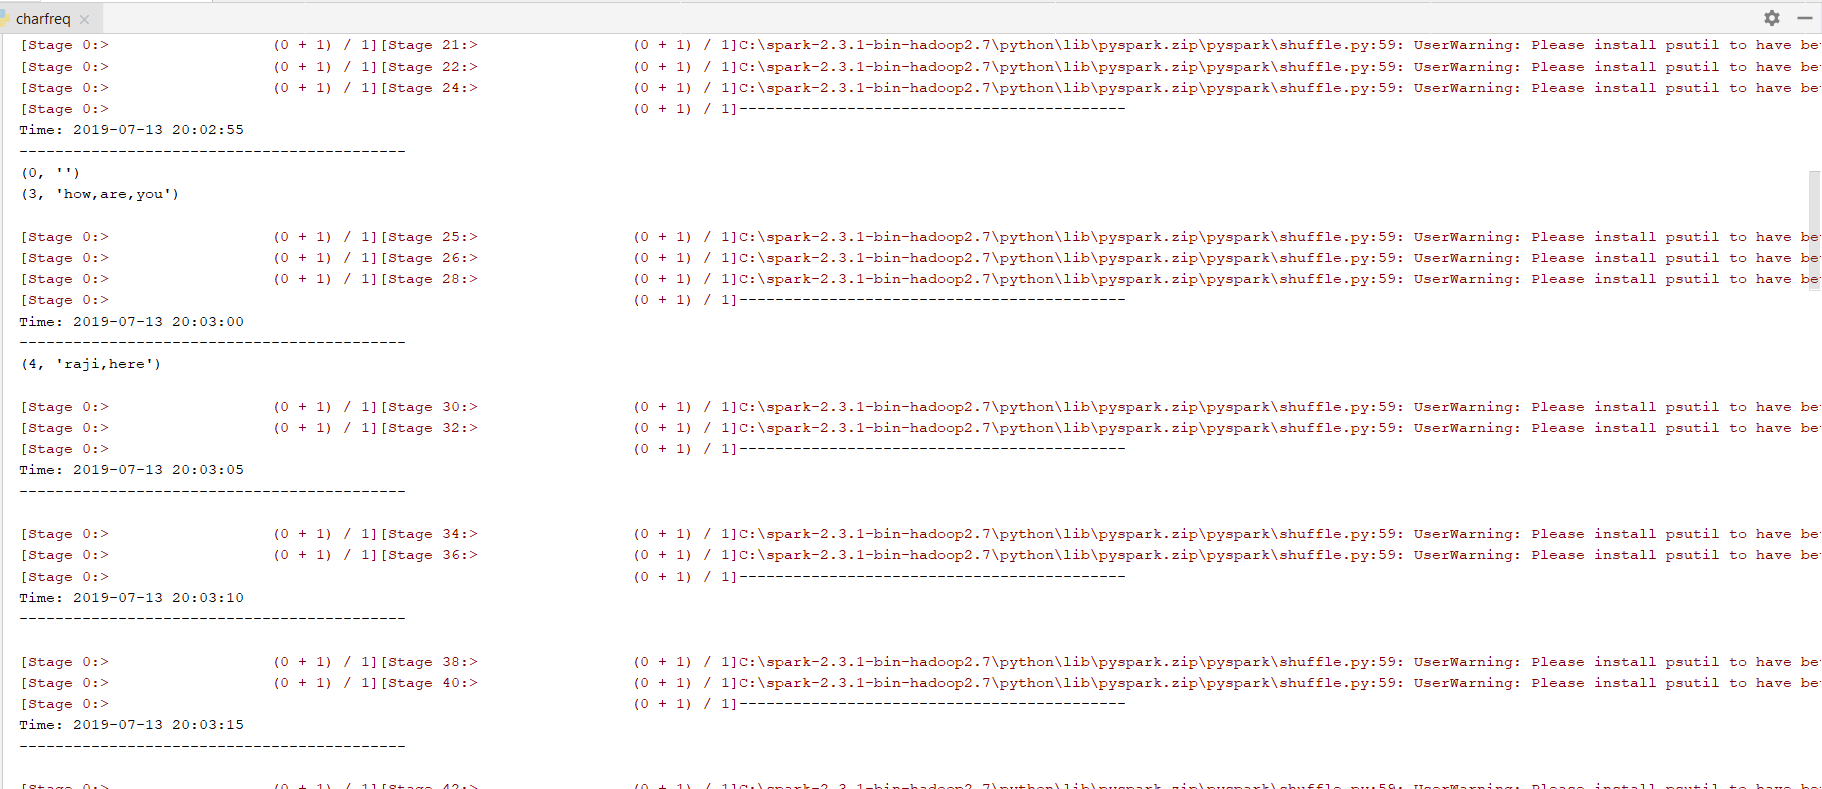 charfreq
[Stage 0:> (0 + 1) / 1][Stage 21:> (0 + 1) / 1]C:\spark-2.3.1-bin-hadoop2.7\python\lib\pyspark.zip\pyspark\shuffle.py:59: UserWarning: Please install psutil to have be
[Stage 0:> (0 + 1) / 1][Stage 22:> (0 + 1) / 1]C:\spark-2.3.1-bin-hadoop2.7\python\lib\pyspark.zip\pyspark\shuffle.py:59: UserWarning: Please install psutil to have be
[Stage 0:> (0 + 1) / 1][Stage 24:> (0 + 1) / 1]C:\spark-2.3.1-bin-hadoop2.7\python\lib\pyspark.zip\pyspark\shuffle.py:59: UserWarning: Please install psutil to have be
[Stage 0:> (0 + 1) / 1]-------------------------------------------
Time: 2019-07-13 20:02:55
-------------------------------------------
(0, '')
(3, 'how,are,you')
[Stage 0:> (0 + 1) / 1][Stage 25:> (0 + 1) / 1]C:\spark-2.3.1-bin-hadoop2.7\python\lib\pyspark.zip\pyspark\shuffle.py:59: UserWarning: Please install psutil to have be
[Stage 0:> (0 + 1) / 1][Stage 26:> (0 + 1) / 1]C:\spark-2.3.1-bin-hadoop2.7\python\lib\pyspark.zip\pyspark\shuffle.py:59: UserWarning: Please install psutil to have be
[Stage 0:> (0 + 1) / 1][Stage 28:> (0 + 1) / 1]C:\spark-2.3.1-bin-hadoop2.7\python\lib\pyspark.zip\pyspark\shuffle.py:59: UserWarning: Please install psutil to have be
[Stage 0:> (0 + 1) / 1]-------------------------------------------
Time: 2019-07-13 20:03:00
-------------------------------------------
(4, 'raji,here')
[Stage 0:> (0 + 1) / 1][Stage 30:> (0 + 1) / 1]C:\spark-2.3.1-bin-hadoop2.7\python\lib\pyspark.zip\pyspark\shuffle.py:59: UserWarning: Please install psutil to have be
[Stage 0:> (0 + 1) / 1][Stage 32:> (0 + 1) / 1]C:\spark-2.3.1-bin-hadoop2.7\python\lib\pyspark.zip\pyspark\shuffle.py:59: UserWarning: Please install psutil to have be
[Stage 0:> (0 + 1) / 1]-------------------------------------------
Time: 2019-07-13 20:03:05
-------------------------------------------
[Stage 0:> (0 + 1) / 1][Stage 34:> (0 + 1) / 1]C:\spark-2.3.1-bin-hadoop2.7\python\lib\pyspark.zip\pyspark\shuffle.py:59: UserWarning: Please install psutil to have be
[Stage 0:> (0 + 1) / 1][Stage 36:> (0 + 1) / 1]C:\spark-2.3.1-bin-hadoop2.7\python\lib\pyspark.zip\pyspark\shuffle.py:59: UserWarning: Please install psutil to have be
[Stage 0:> (0 + 1) / 1]-------------------------------------------
Time: 2019-07-13 20:03:10
-------------------------------------------
[Stage 0:> (0 + 1) / 1][Stage 38:> (0 + 1) / 1]C:\spark-2.3.1-bin-hadoop2.7\python\lib\pyspark.zip\pyspark\shuffle.py:59: UserWarning: Please install psutil to have be
[Stage 0:> (0 + 1) / 1][Stage 40:> (0 + 1) / 1]C:\spark-2.3.1-bin-hadoop2.7\python\lib\pyspark.zip\pyspark\shuffle.py:59: UserWarning: Please install psutil to have be
[Stage 0:> (0 + 1) / 1]-------------------------------------------
Time: 2019-07-13 20:03:15
-------------------------------------------
[Stage 0:> (0 + 1) / 1][Stage 42:> (0 + 1) / 1]C:\spark-2.3.1-bin-hadoop2.7\python\lib\pyspark.zip\pyspark\shuffle.py:59: UserWarning: Please install psutil to have be